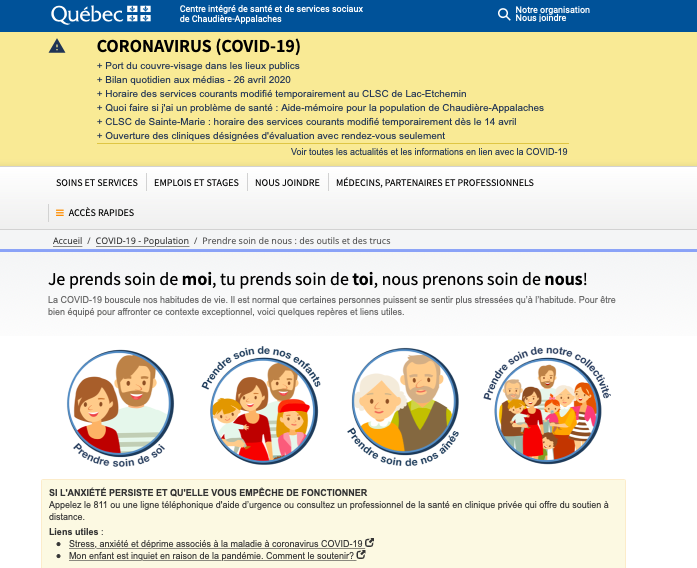 Québec
Centre intégré de santé et de services sociaux
de Chaudière-Appalaches
Notre organisation
Nous joindre
CORONAVIRUS (COVID-19)
+ Port du couvre-visage dans les lieux publics
+ Bilan quotidien aux médias - 26 avril 2020
+ Horaire des services courants modifié temporairement au CLSC de Lac-Etchemin
+ Quoi faire si j'ai un problème de santé : Aide-mémoire pour la population de Chaudière-Appalaches
+ CLSC de Sainte-Marie : horaire des services courants modifié temporairement dès le 14 avril
+ Ouverture des cliniques désignées d'évaluation avec rendez-vous seulement
Voir toutes les actualités et les informations en lien avec la COVID-19
SOINS ET SERVICES
EMPLOIS ET STAGES
NOUS JOINDRE
MÉDECINS, PARTENAIRES ET PROFESSIONNELS
ACCÈS RAPIDES
Accueil / COVID-19 - Population / Prendre soin de nous : des outils et des trucs
Je prends soin de moi, tu prends soin de toi, nous prenons soin de nous!
La COVID-19 bouscule nos habitudes de vie. Il est normal que certaines personnes puissent se sentir plus stressées qu'à l'habitude. Pour être
bien équipé pour affronter ce contexte exceptionnel, voici quelques repères et liens utiles.
Prendre soin de soi
Prendre soin de nos enfants
Prendre soin de nos aînés
Prendre soin de notre collectivité
SI L'ANXIÉTÉ PERSISTE ET QU'ELLE VOUS EMPÊCHE DE FONCTIONNER
Appelez le 811 ou une ligne téléphonique d'aide d'urgence ou consultez un professionnel de la santé en clinique privée qui offre du soutien à
distance.
Liens utiles :
• Stress, anxiété et déprime associés à la maladie à coronavirus COVID-19
• Mon enfant est inquiet en raison de la pandémie. Comment le soutenir?